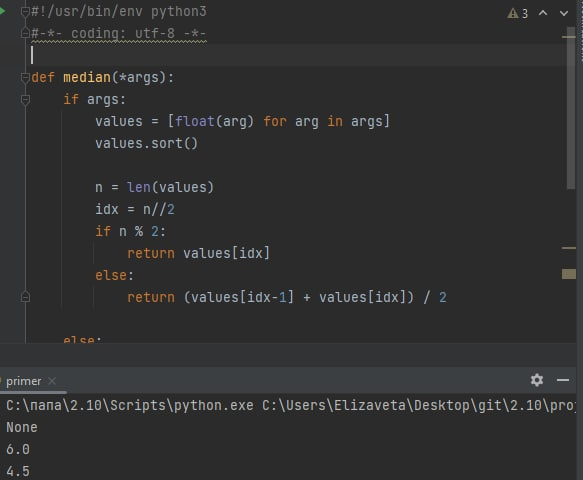 #!/usr/bin/env python3
#-*- coding: utf-8 -*-
3
def median(*args):
if args:
values = [float(arg) for arg in args]
values.sort()
n = len(values)
idx = n//2
if n % 2:
return values[idx]
else:
return (values[idx-1] + values[idx]) / 2
else:
primer
C:\папа\2.10\Scripts\python.exe C:\Users\Elizaveta\Desktop\git\2.10\proj
None
6.0
4.5